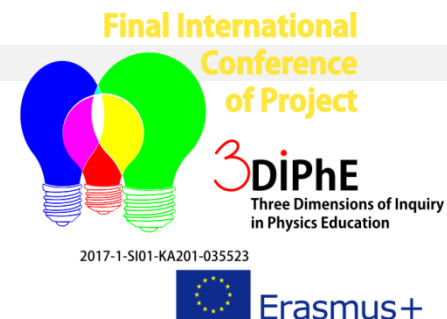 Final International
Conference
of Project
3DiPhE
Three Dimensions of Inquiry
in Physics Education
2017-1-SI01-KA201-035523
Erasmus+